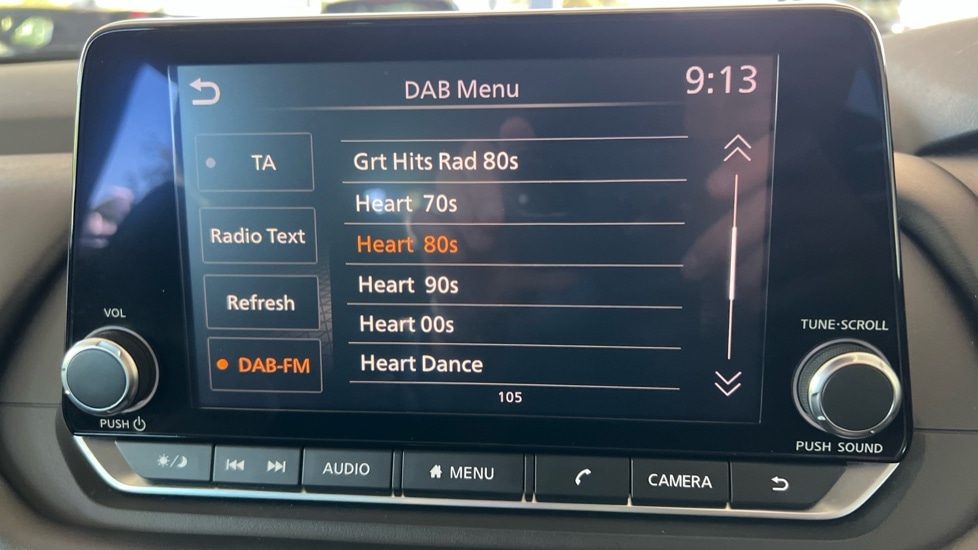 DAB Menu
9:13
TA
Radio Text
Refresh
DAB-FM
Grt Hits Rad 80s
Heart 70s
Heart 80s
Heart 90s
Heart 00s
Heart Dance
105
VOL
PUSH
TUNE·SCROLL
PUSH SOUND
AUDIO
MENU
CAMERA